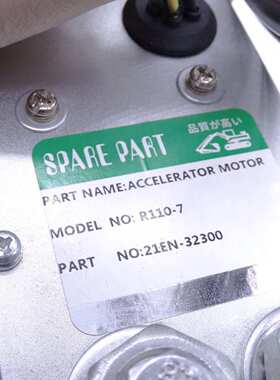 品質が高い
SPARE PART
PART NAME:ACCELERATOR MOTOR
MODEL NO: R110-7
PART NO:21EN-32300